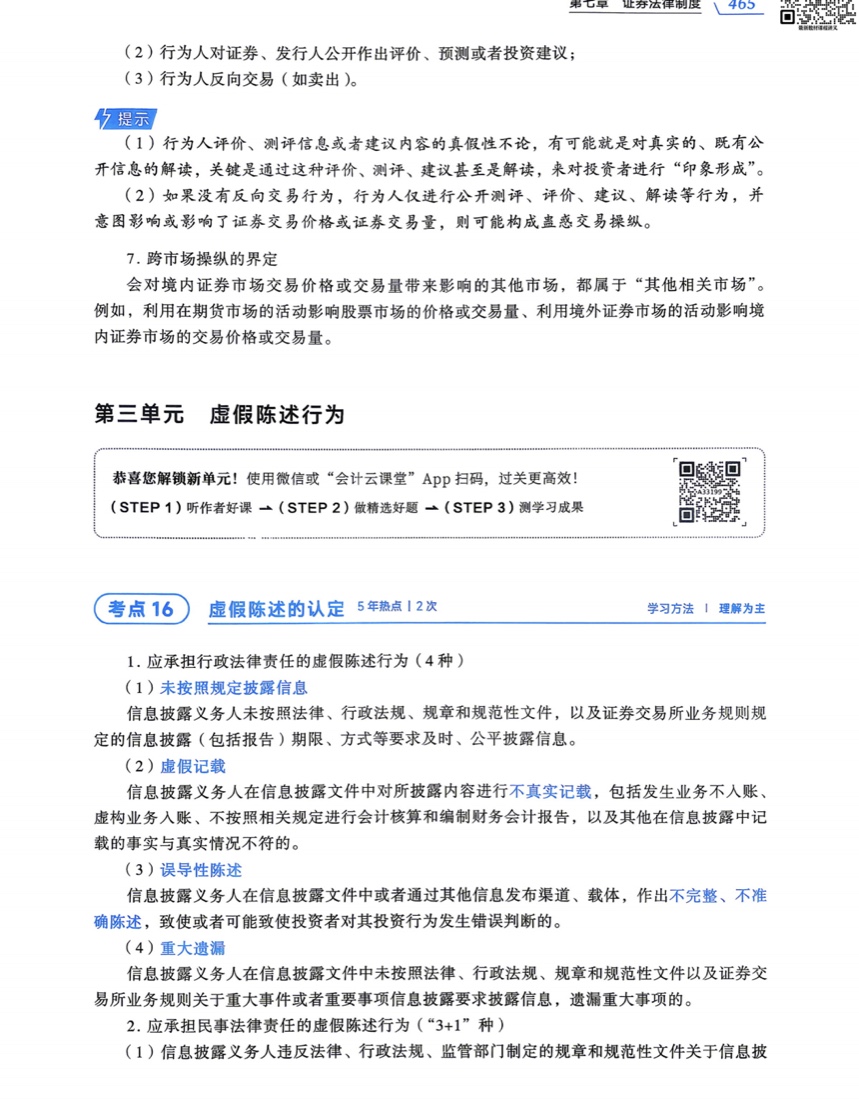 第七章 证券法律制度 465
（2）行为人对证券、发行人公开作出评价、预测或者投资建议；
（3）行为人反向交易（如卖出）。
提示
（1）行为人评价、测评信息或者建议内容的真假性不论，有可能就是对真实的、既有公
开信息的解读，关键是通过这种评价、测评、建议甚至是解读，来对投资者进行“印象形成”。
（2）如果没有反向交易行为，行为人仅进行公开测评、评价、建议、解读等行为，并
意图影响或影响了证券交易价格或证券交易量，则可能构成蛊惑交易操纵。
7. 跨市场操纵的界定
会对境内证券市场交易价格或交易量带来影响的其他市场，都属于“其他相关市场”。
例如，利用在期货市场的活动影响股票市场的价格或交易量、利用境外证券市场的活动影响境
内证券市场的交易价格或交易量。
第三单元 虚假陈述行为
恭喜您解锁新单元！使用微信或“会计云课堂”App 扫码，过关更高效！
（STEP 1）听作者好课 ⇀（STEP 2）做精选好题 ⇀（STEP 3）测学习成果
A33199
考点 16 虚假陈述的认定 5年热点 | 2次 学习方法 | 理解为主
1. 应承担行政法律责任的虚假陈述行为（4 种）
（1）未按照规定披露信息
信息披露义务人未按照法律、行政法规、规章和规范性文件，以及证券交易所业务规则规
定的信息披露（包括报告）期限、方式等要求及时、公平披露信息。
（2）虚假记载
信息披露义务人在信息披露文件中对所披露内容进行不真实记载，包括发生业务不入账、
虚构业务入账、不按照相关规定进行会计核算和编制财务会计报告，以及其他在信息披露中记
载的事实与真实情况不符的。
（3）误导性陈述
信息披露义务人在信息披露文件中或者通过其他信息发布渠道、载体，作出不完整、不准
确陈述，致使或者可能致使投资者对其投资行为发生错误判断的。
（4）重大遗漏
信息披露义务人在信息披露文件中未按照法律、行政法规、规章和规范性文件以及证券交
易所业务规则关于重大事件或者重要事项信息披露要求披露信息，遗漏重大事项的。
2. 应承担民事法律责任的虚假陈述行为（“3+1”种）
（1）信息披露义务人违反法律、行政法规、监管部门制定的规章和规范性文件关于信息披